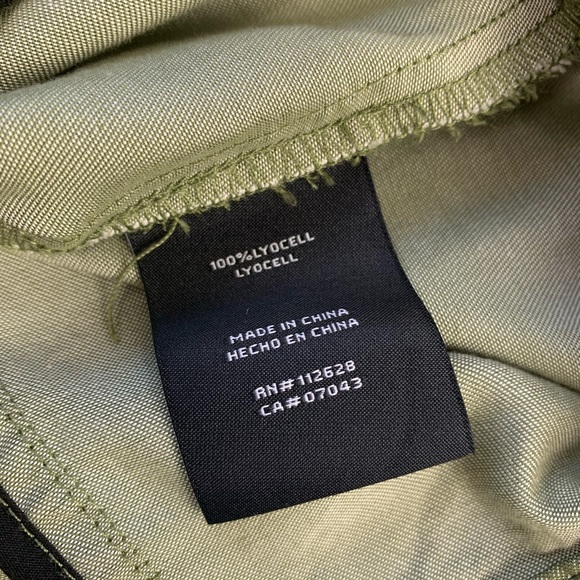 100%LYOCELL
LYOCELL
MADE IN CHINA
HECHO EN CHINA
RN# 112628
CA# 07043